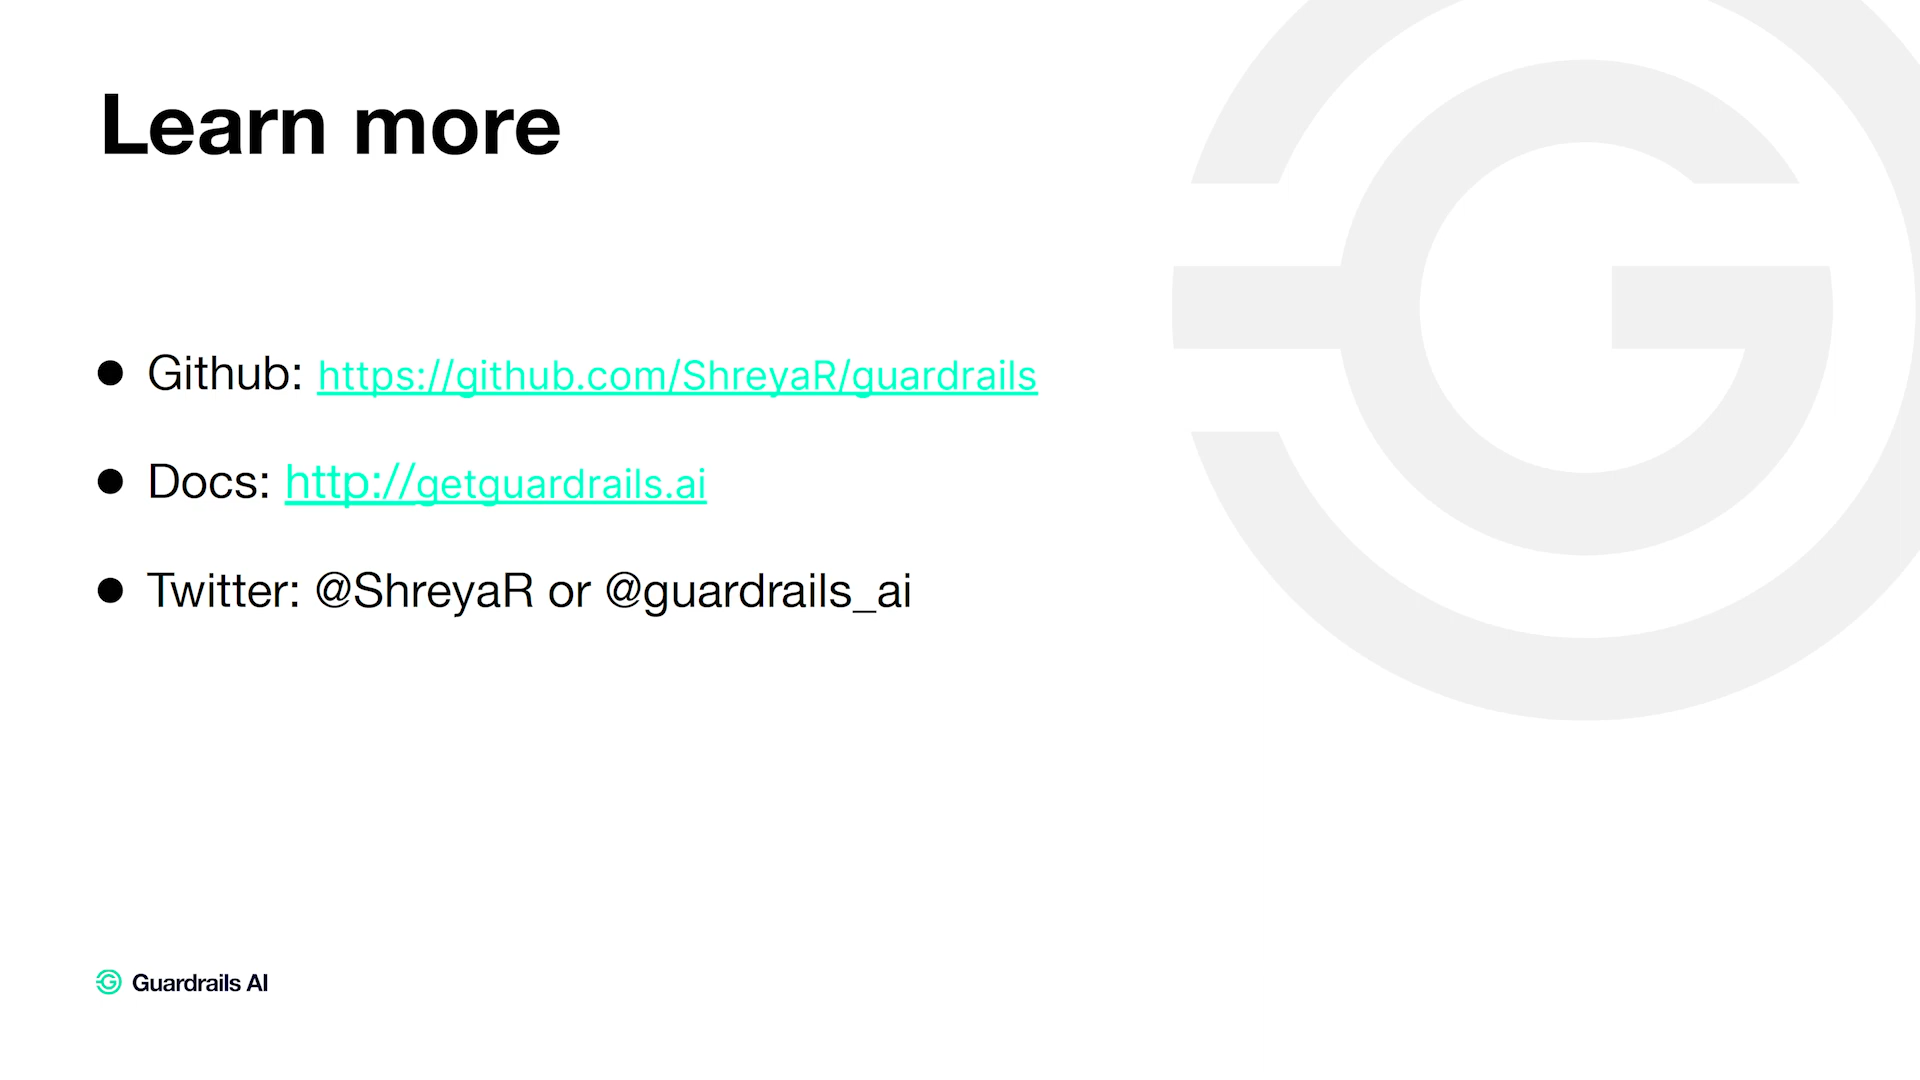 Learn more
● Github: https://github.com/ShreyaR/guardrails
● Docs: http://getguardrails.ai
● Twitter: @ShreyaR or @guardrails_ai
Guardrails AI